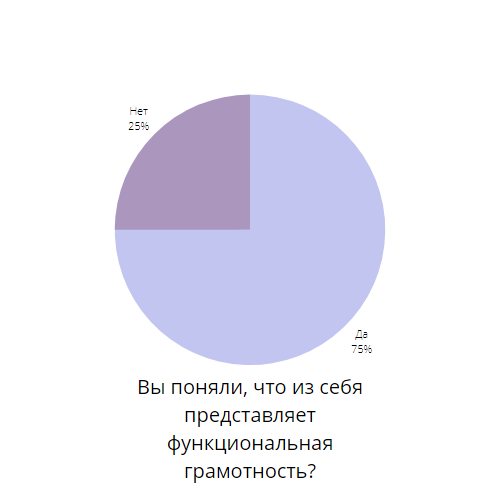 Нет
25%
Да
75%
Вы поняли, что из себя
представляет
функциональная
грамотность?